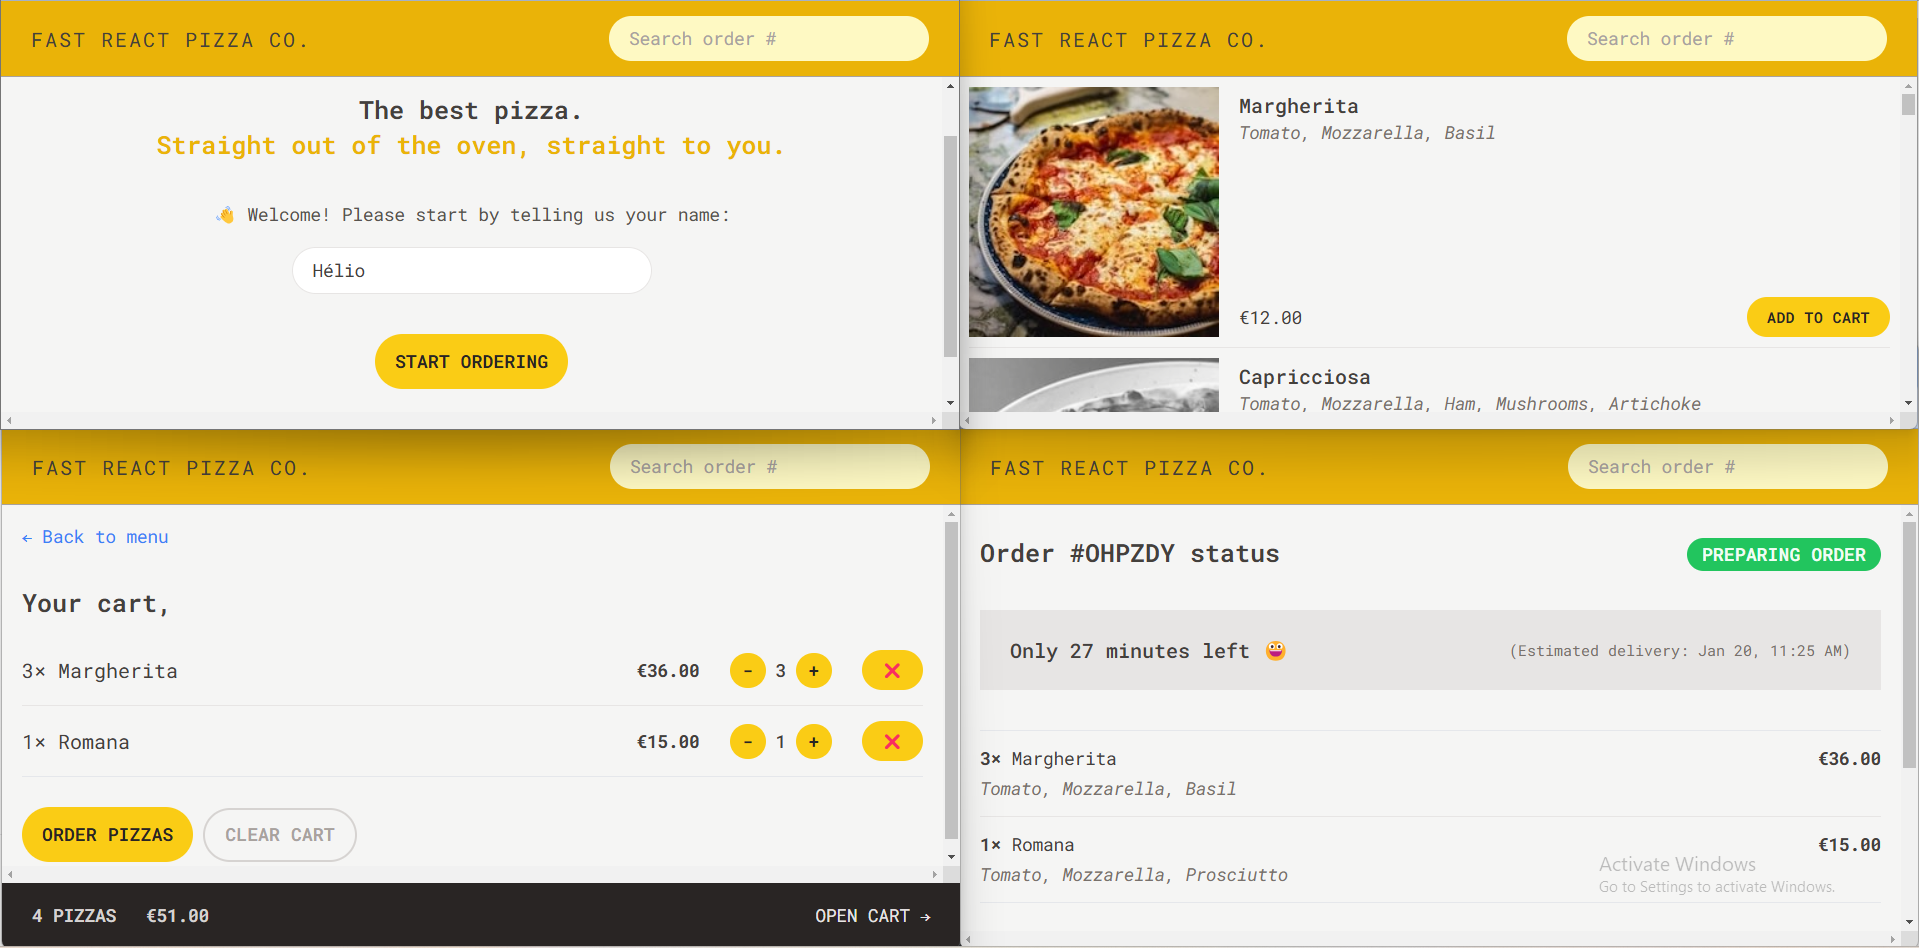 FAST REACT PIZZA CO.
Search order #
The best pizza.
Straight out of the oven, straight to you.
👋 Welcome! Please start by telling us your name:
Hélio
START ORDERING
FAST REACT PIZZA CO.
Search order #
Margherita
Tomato, Mozzarella, Basil
€12.00
ADD TO CART
Capricciosa
Tomato, Mozzarella, Ham, Mushrooms, Artichoke
FAST REACT PIZZA CO.
Search order #
← Back to menu
Your cart,
3× Margherita €36.00 - 3 + ❌
1× Romana €15.00 - 1 + ❌
ORDER PIZZAS CLEAR CART
4 PIZZAS €51.00 OPEN CART →
FAST REACT PIZZA CO.
Search order #
Order #OHPZDY status PREPARING ORDER
Only 27 minutes left 😃 (Estimated delivery: Jan 20, 11:25 AM)
3× Margherita €36.00
Tomato, Mozzarella, Basil
1× Romana €15.00
Tomato, Mozzarella, Prosciutto
Activate Windows
Go to Settings to activate Windows.